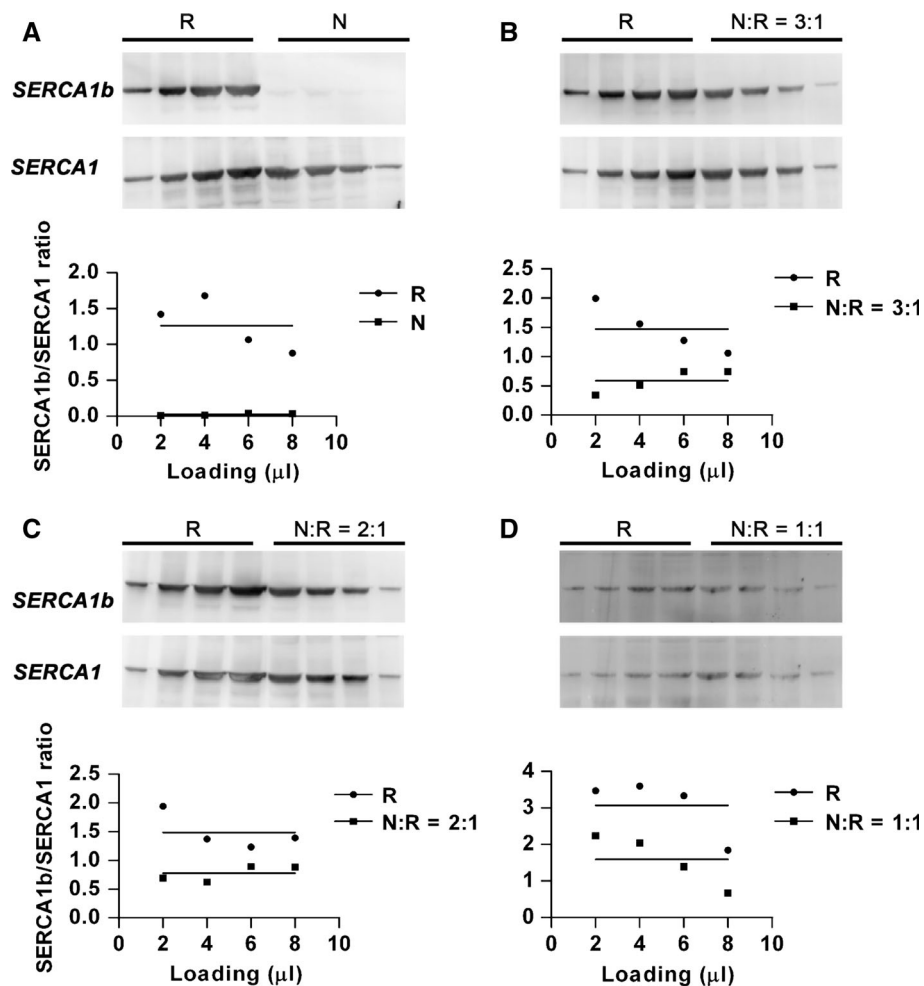 A
R
N
SERCA1b
SERCA1
SERCA1b/SERCA1 ratio
2.0
1.5
1.0
0.5
0.0
0 2 4 6 8 10
Loading (μl)
R
N
B
R
N:R = 3:1
2.5
2.0
1.5
1.0
0.5
0.0
0 2 4 6 8 10
Loading (μl)
R
N:R = 3:1
C
R
N:R = 2:1
SERCA1b
SERCA1
SERCA1b/SERCA1 ratio
2.5
2.0
1.5
1.0
0.5
0.0
0 2 4 6 8 10
Loading (μl)
R
N:R = 2:1
D
R
N:R = 1:1
4
3
2
1
0
0 2 4 6 8 10
Loading (μl)
R
N:R = 1:1